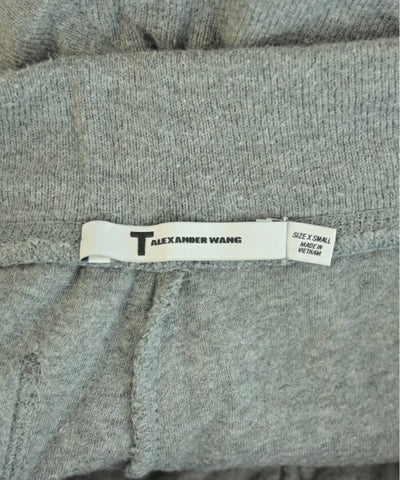 T ALEXANDER WANG
SIZE X SMALL
MADE IN
VIETNAM